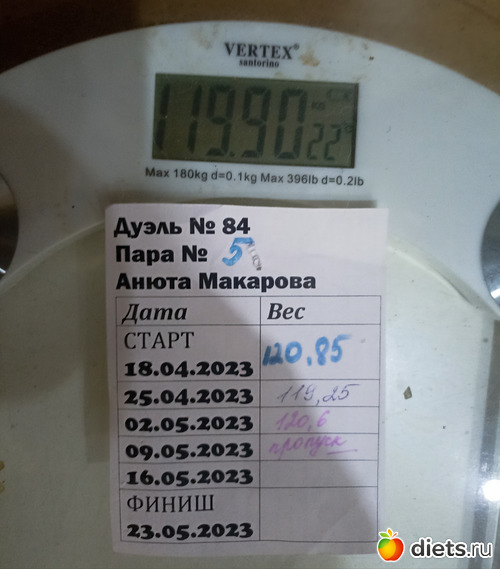 VERTEX®
santorino
119.90 KG
22°
Max 180kg d=0.1kg Max 396lb d=0.2lb
Дуэль № 84
Пара № 5
Анюта Макарова
Дата Вес
СТАРТ
18.04.2023 120,85
25.04.2023 119,25
02.05.2023 120,6
09.05.2023 пропуск
16.05.2023
ФИНИШ
23.05.2023
diets.ru